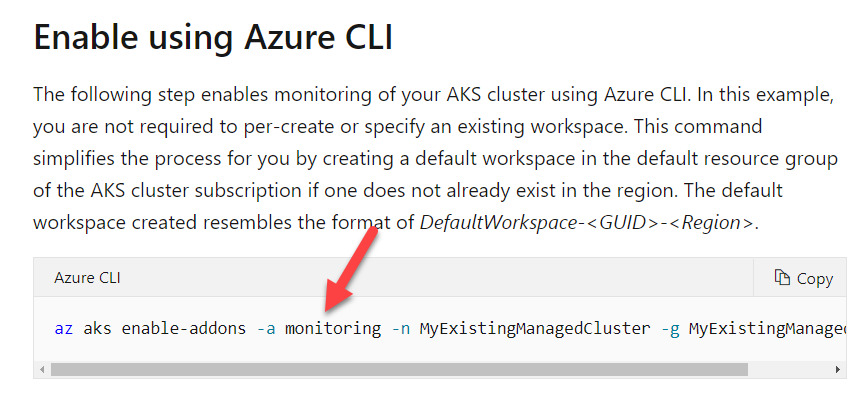 Enable using Azure CLI
The following step enables monitoring of your AKS cluster using Azure CLI. In this example,
you are not required to per-create or specify an existing workspace. This command
simplifies the process for you by creating a default workspace in the default resource group
of the AKS cluster subscription if one does not already exist in the region. The default
workspace created resembles the format of DefaultWorkspace-<GUID>-<Region>.
Azure CLI
Copy
az aks enable-addons -a monitoring -n MyExistingManagedCluster -g MyExistingManaged